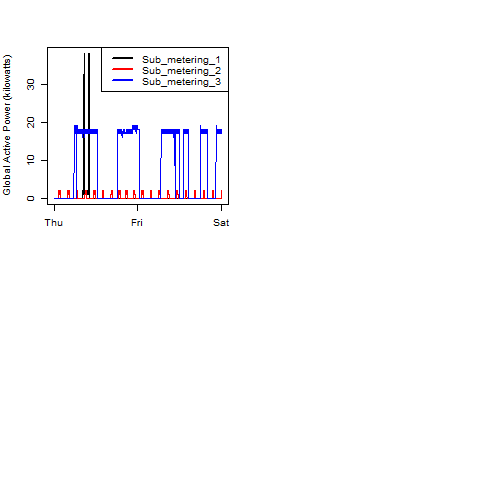 Global Active Power (kilowatts)
30
20
10
0
Sub_metering_1
Sub_metering_2
Sub_metering_3
Thu Fri Sat